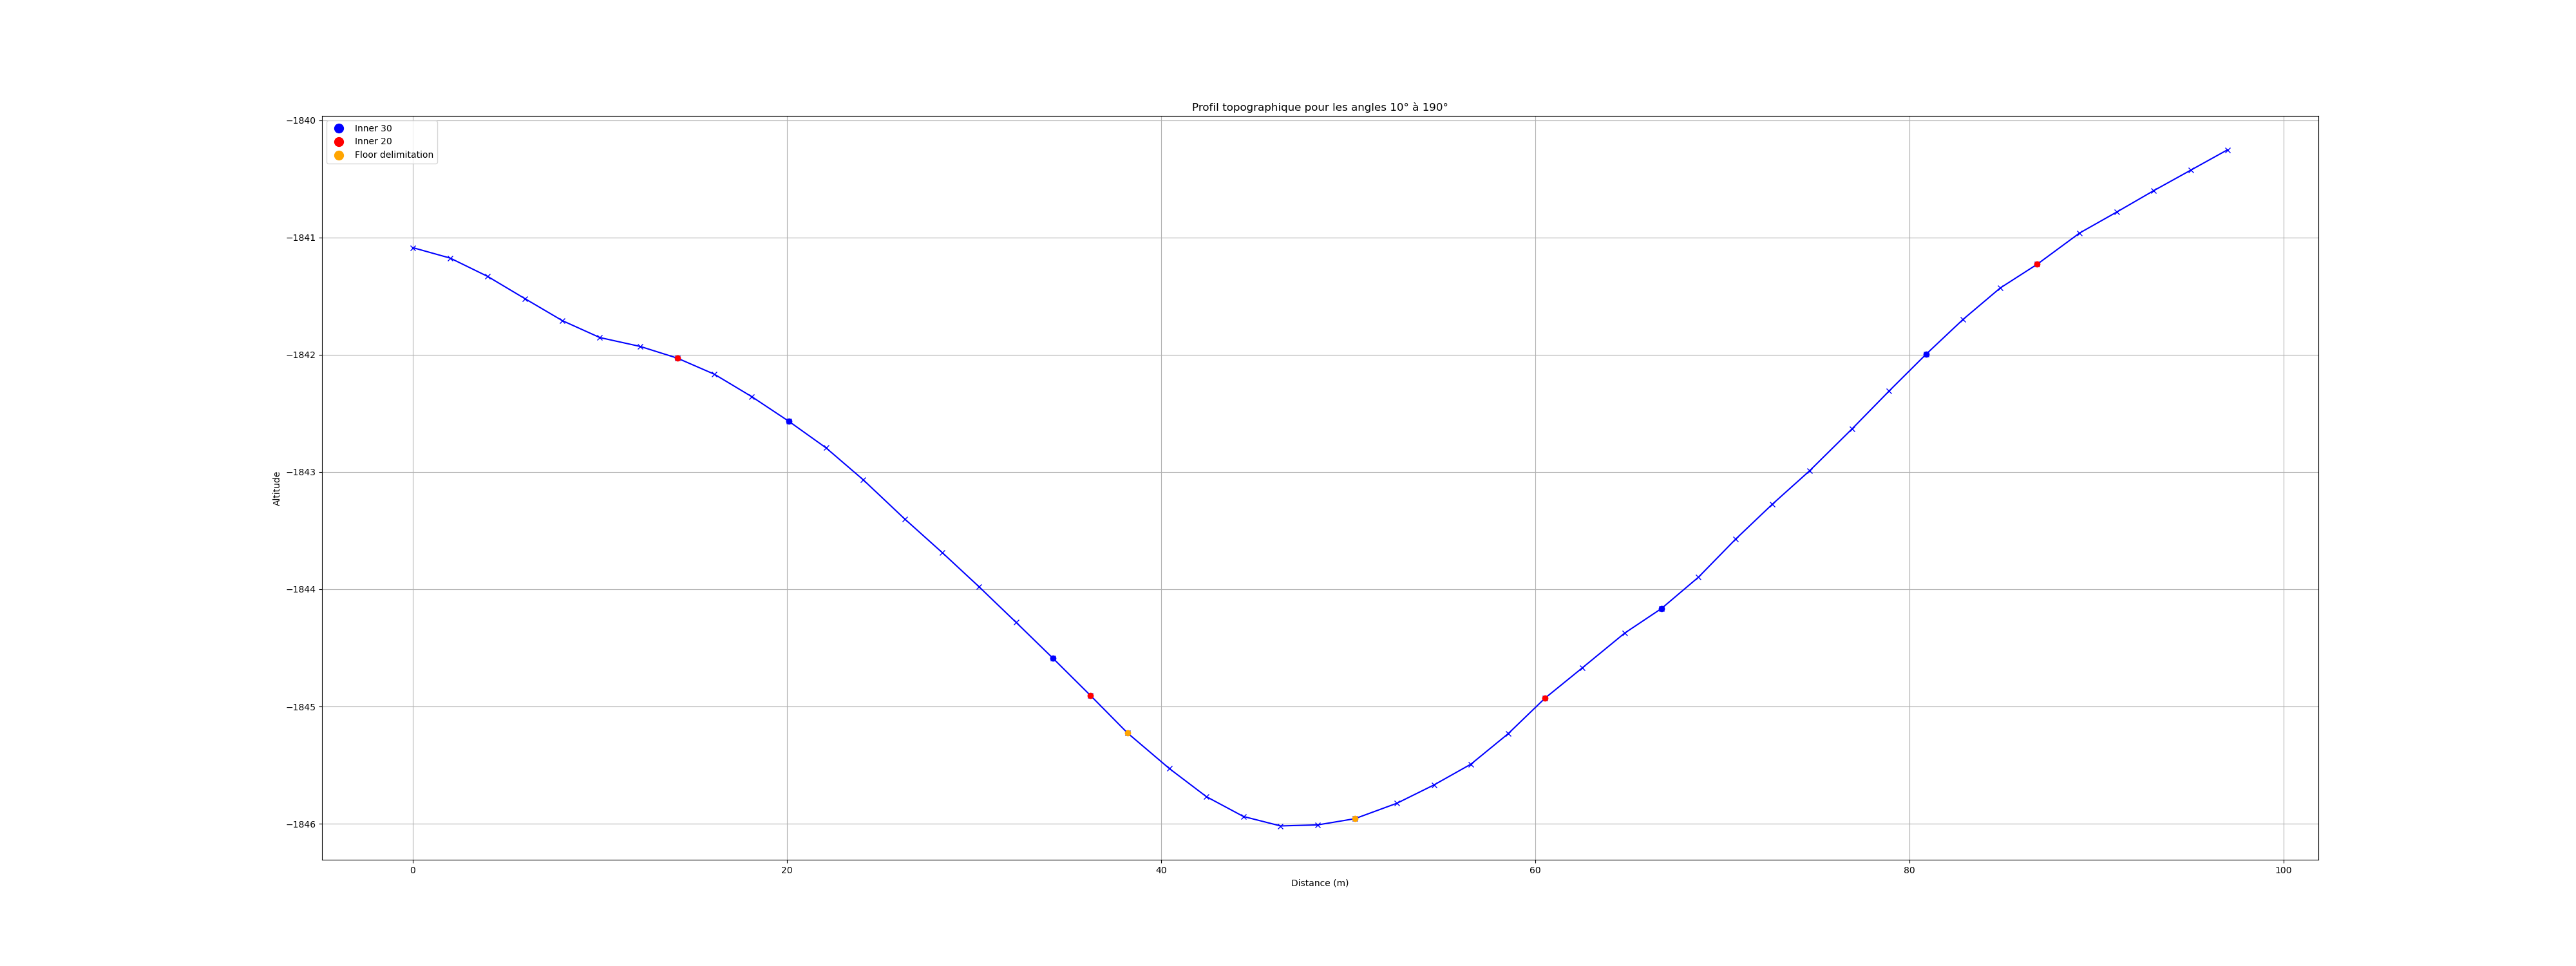 Profil topographique pour les angles 10° à 190°
Inner 30
Inner 20
Floor delimitation
−1840
−1841
−1842
−1843
−1844
−1845
−1846
Altitude
0 20 40 60 80 100
Distance (m)